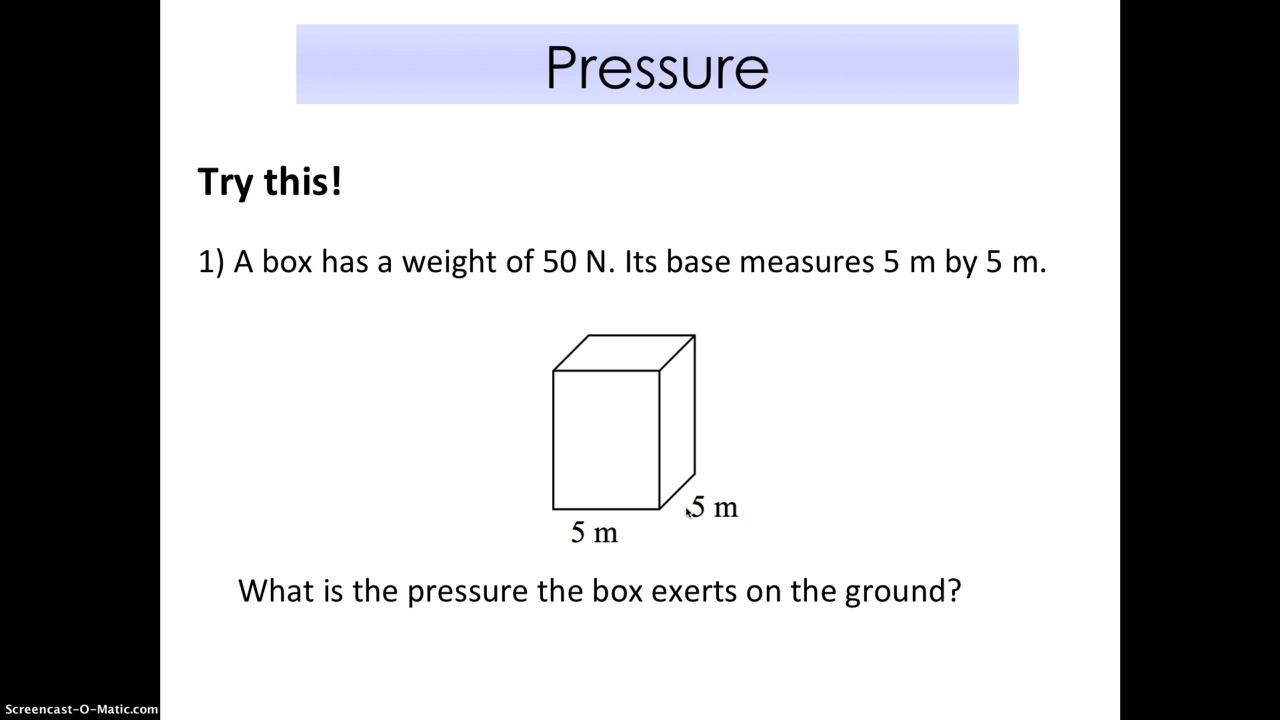 Pressure
Try this!
1) A box has a weight of 50 N. Its base measures 5 m by 5 m.
5 m
5 m
What is the pressure the box exerts on the ground?
Screencast-O-Matic.com